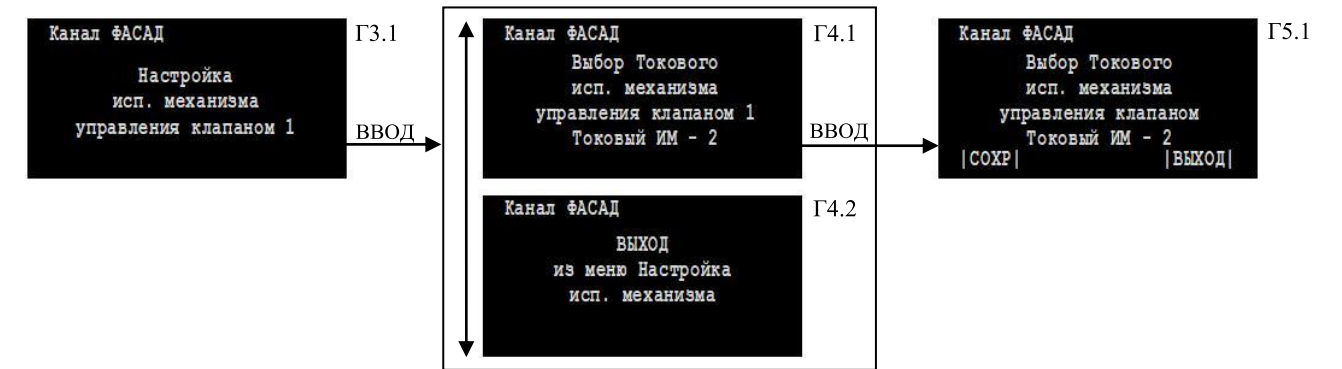 Канал ФАСАД
Настройка
исп. механизма
управления клапаном 1
Г3.1
ВВОД
Канал ФАСАД
Выбор Токового
исп. механизма
управления клапаном 1
Токовый ИМ - 2
Г4.1
ВВОД
Канал ФАСАД
ВЫХОД
из меню Настройка
исп. механизма
Г4.2
Канал ФАСАД
Выбор Токового
исп. механизма
управления клапаном
Токовый ИМ - 2
|СОХР| |ВЫХОД|
Г5.1